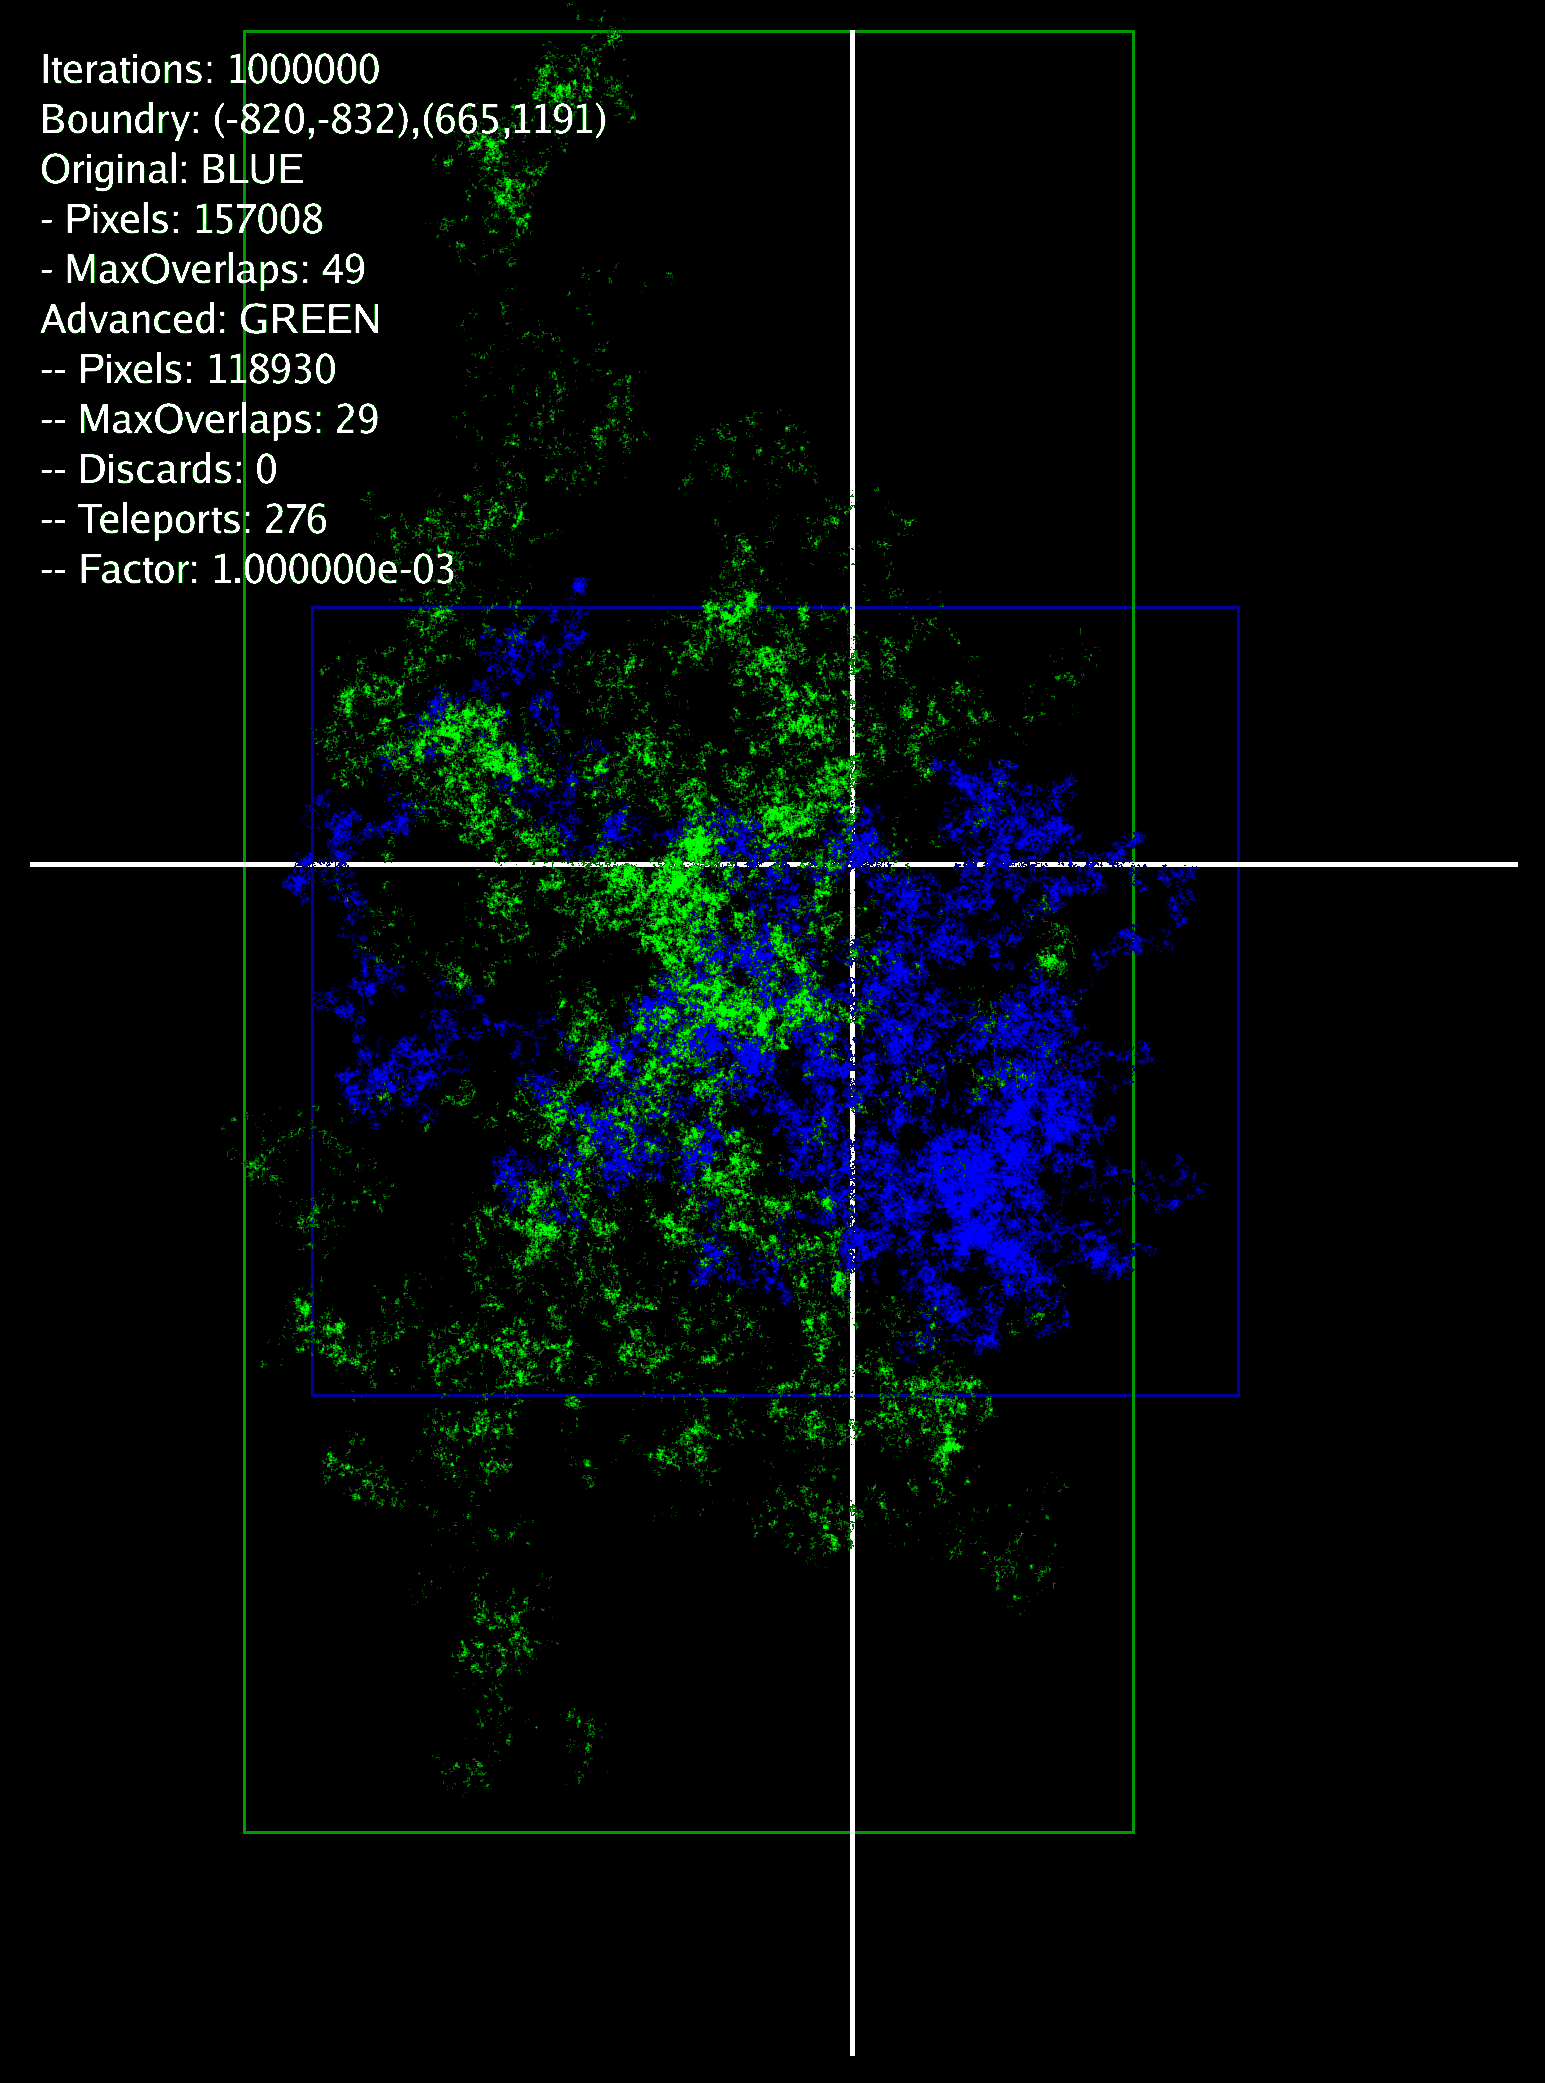 Iterations: 1000000
Boundry: (-820,-832),(665,1191)
Original: BLUE
- Pixels: 157008
- MaxOverlaps: 49
Advanced: GREEN
-- Pixels: 118930
-- MaxOverlaps: 29
-- Discards: 0
-- Teleports: 276
-- Factor: 1.000000e-03